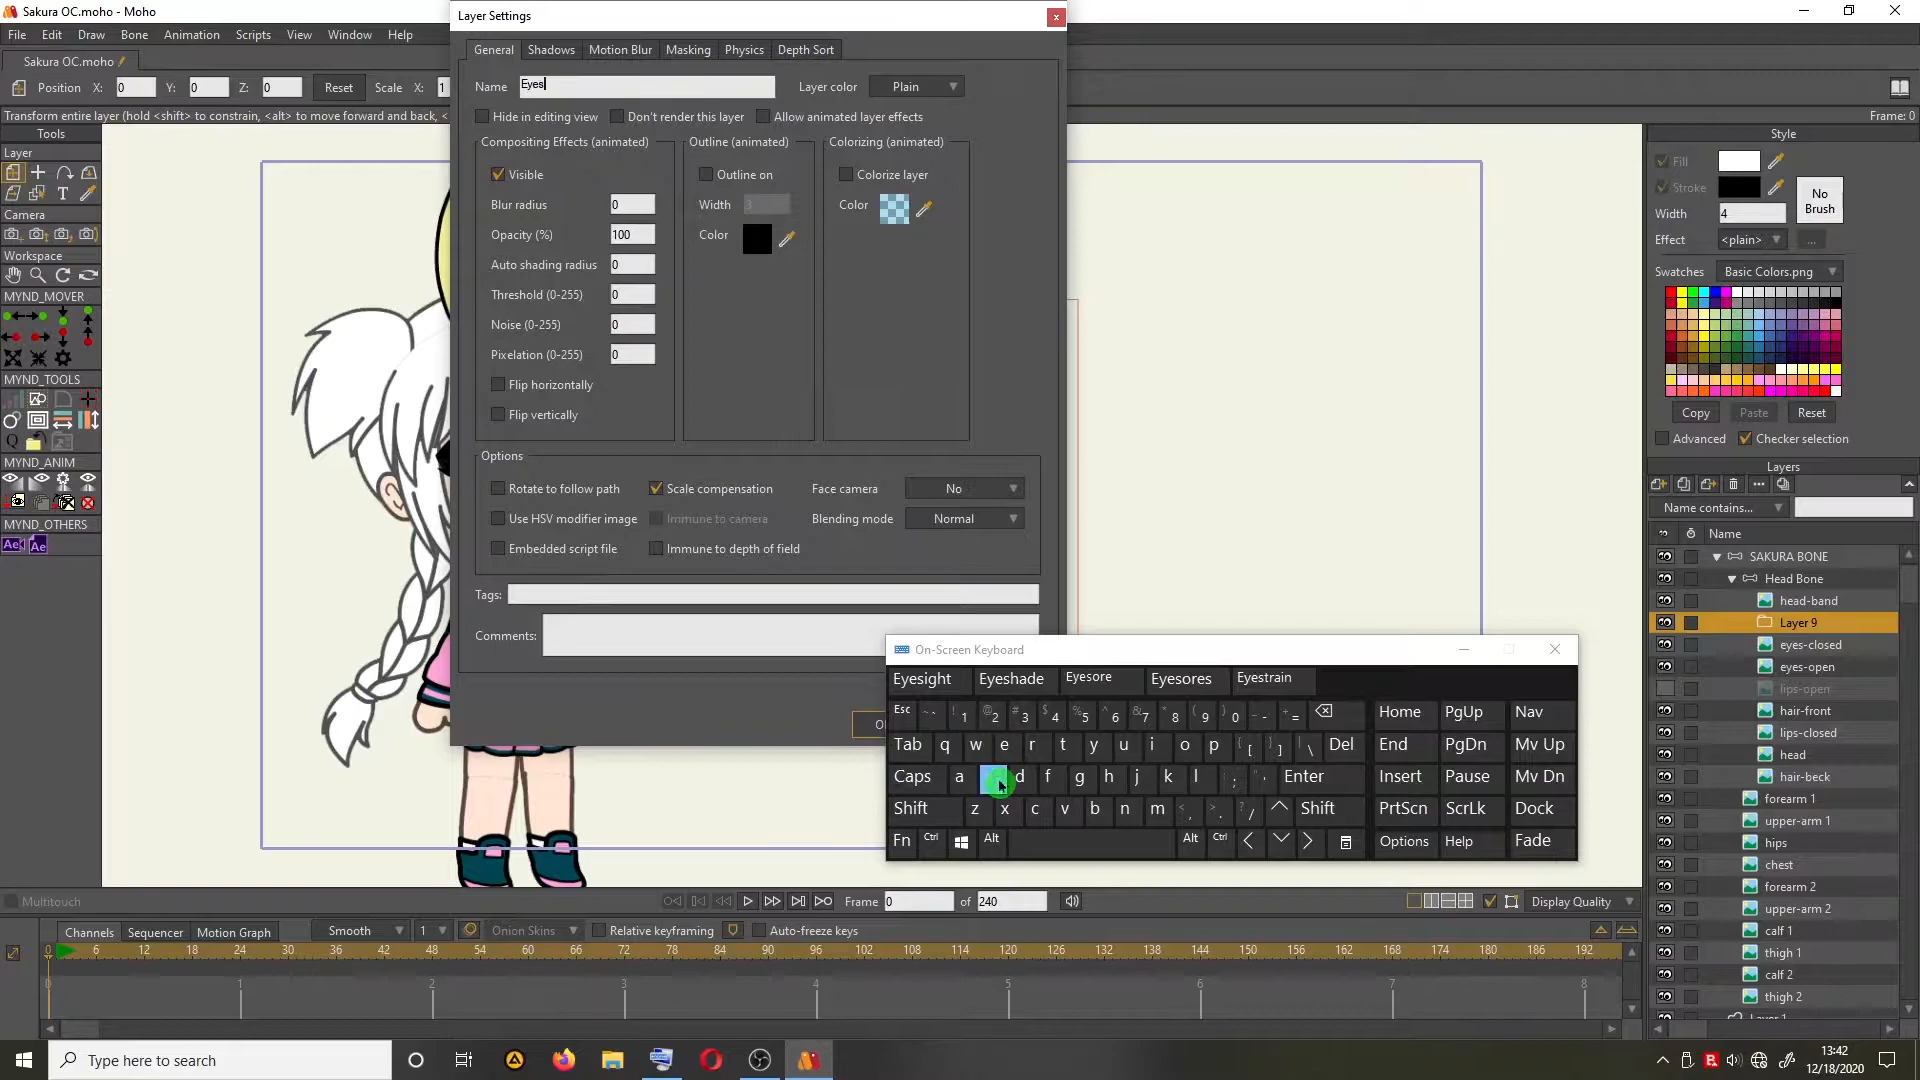 Sakura OC.moho - Moho
File Edit Draw Bone Animation Scripts View Window Help
Sakura OC.moho
Position X: 0 Y: 0 Z: 0 Reset Scale X: 1
Transform entire layer (hold <shift> to constrain, <alt> to move forward and back, <
Frame: 0
Tools
Layer
Camera
Workspace
MYND_MOVER
MYND_TOOLS
MYND_ANIM
MYND_OTHERS
Layer Settings
General Shadows Motion Blur Masking Physics Depth Sort
Name Eyes Layer color Plain
Hide in editing view Don't render this layer Allow animated layer effects
Compositing Effects (animated) Outline (animated) Colorizing (animated)
Visible Outline on Colorize layer
Blur radius 0 Width 3 Color
Opacity (%) 100 Color
Auto shading radius 0
Threshold (0-255) 0
Noise (0-255) 0
Pixelation (0-255) 0
Flip horizontally
Flip vertically
Options
Rotate to follow path Scale compensation Face camera No
Use HSV modifier image Immune to camera Blending mode Normal
Embedded script file Immune to depth of field
Tags:
Comments:
On-Screen Keyboard
Eyesight Eyeshade Eyesore Eyesores Eyestrain
Esc ~ ` ! 1 @ 2 # 3 $ 4 % 5 ^ 6 & 7 * 8 ( 9 ) 0 _ - + = Home PgUp Nav
Tab q w e r t y u i o p { [ } ] | \ Del End PgDn Mv Up
Caps a d f g h j k l : ; " ' Enter Insert Pause Mv Dn
Shift z x c v b n m < , > . ? / Shift PrtScn ScrLk Dock
Fn Ctrl Alt Alt Ctrl Options Help Fade
Style
Fill
Stroke
No
Brush
Width 4
Effect <plain> ...
Swatches Basic Colors.png
Copy Paste Reset
Advanced Checker selection
Layers
Name contains...
Name
SAKURA BONE
Head Bone
head-band
Layer 9
eyes-closed
eyes-open
lips-open
hair-front
lips-closed
head
hair-beck
forearm 1
upper-arm 1
hips
chest
forearm 2
upper-arm 2
calf 1
thigh 1
calf 2
thigh 2
Layer 1
Multitouch
Frame 0 of 240 Display Quality
Channels Sequencer Motion Graph Smooth 1 Onion Skins Relative keyframing Auto-freeze keys
0 6 12 18 24 30 36 42 48 54 60 66 72 78 84 90 96 102 108 114 120 126 132 138 144 150 156 162 168 174 180 186 192
0 1 2 3 4 5 6 7 8
Type here to search
13:42
12/18/2020